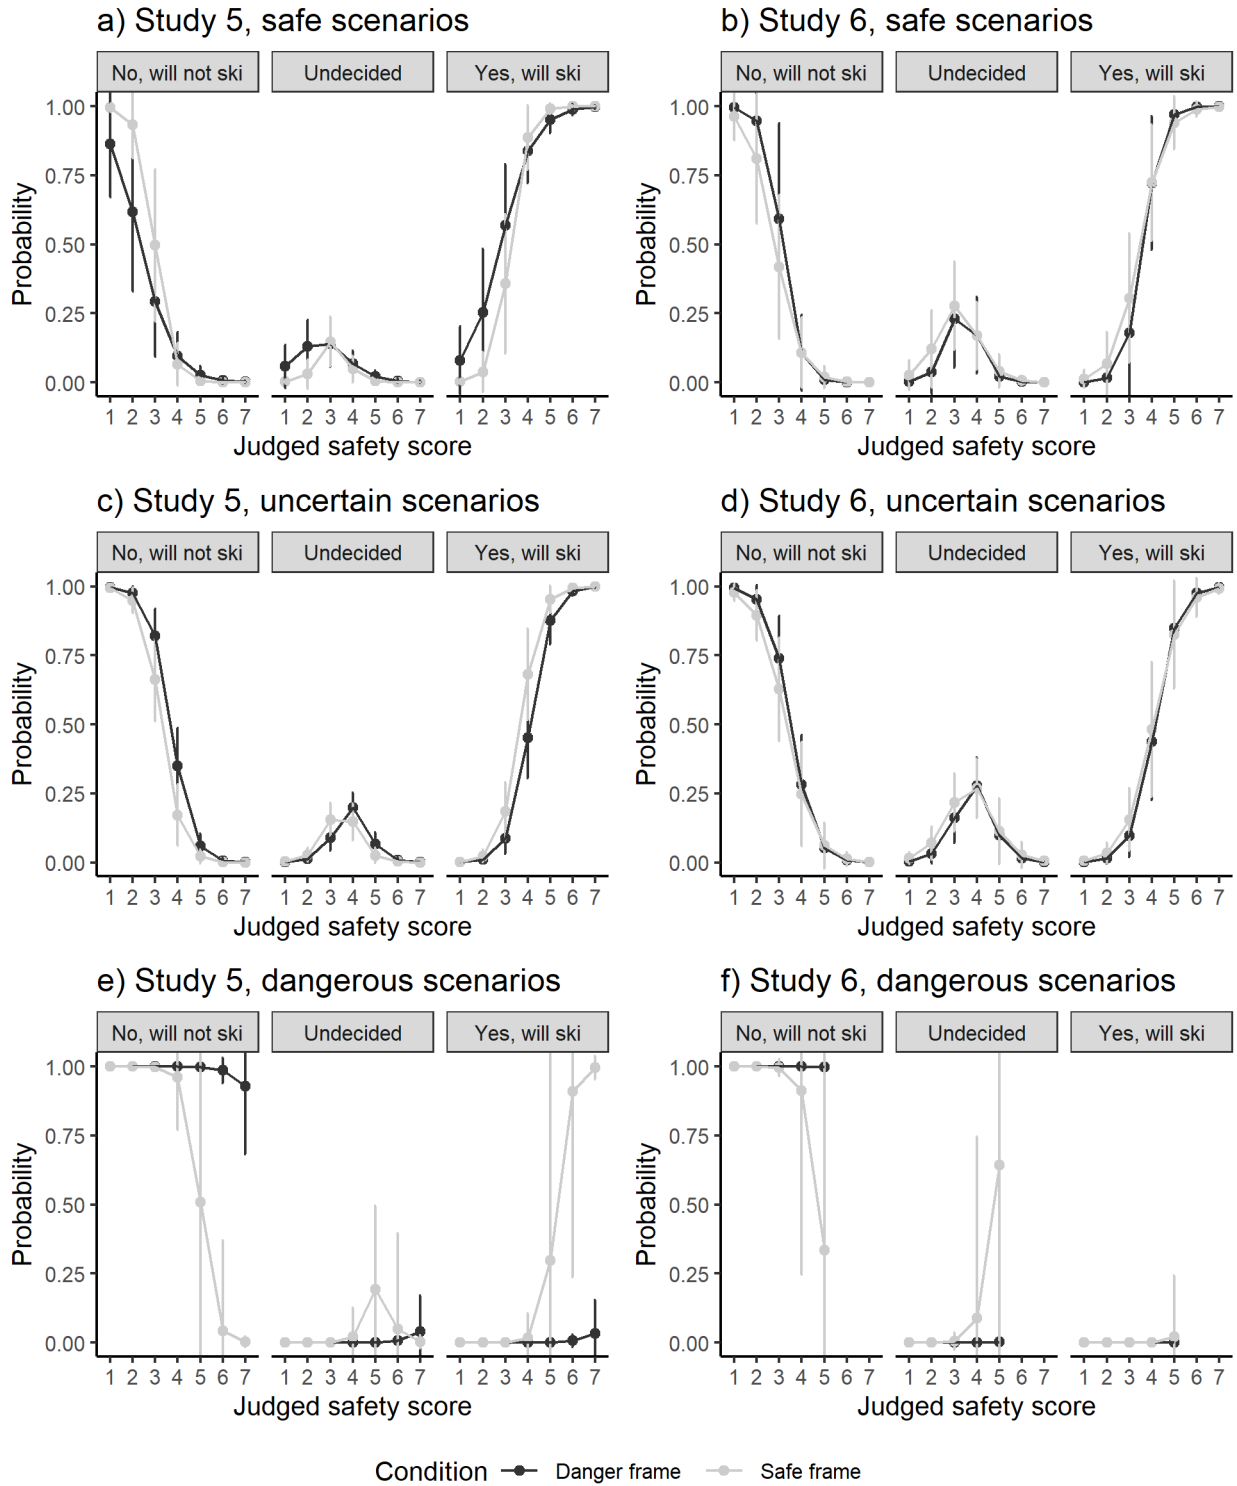 a) Study 5, safe scenarios
No, will not ski Undecided Yes, will ski
1.00
0.75
0.50
0.25
0.00
Probability
1 2 3 4 5 6 7 1 2 3 4 5 6 7 1 2 3 4 5 6 7
Judged safety score
b) Study 6, safe scenarios
No, will not ski Undecided Yes, will ski
1.00
0.75
0.50
0.25
0.00
Probability
1 2 3 4 5 6 7 1 2 3 4 5 6 7 1 2 3 4 5 6 7
Judged safety score
c) Study 5, uncertain scenarios
No, will not ski Undecided Yes, will ski
1.00
0.75
0.50
0.25
0.00
Probability
1 2 3 4 5 6 7 1 2 3 4 5 6 7 1 2 3 4 5 6 7
Judged safety score
d) Study 6, uncertain scenarios
No, will not ski Undecided Yes, will ski
1.00
0.75
0.50
0.25
0.00
Probability
1 2 3 4 5 6 7 1 2 3 4 5 6 7 1 2 3 4 5 6 7
Judged safety score
e) Study 5, dangerous scenarios
No, will not ski Undecided Yes, will ski
1.00
0.75
0.50
0.25
0.00
Probability
1 2 3 4 5 6 7 1 2 3 4 5 6 7 1 2 3 4 5 6 7
Judged safety score
f) Study 6, dangerous scenarios
No, will not ski Undecided Yes, will ski
1.00
0.75
0.50
0.25
0.00
Probability
1 2 3 4 5 6 7 1 2 3 4 5 6 7 1 2 3 4 5 6 7
Judged safety score
Condition Danger frame Safe frame